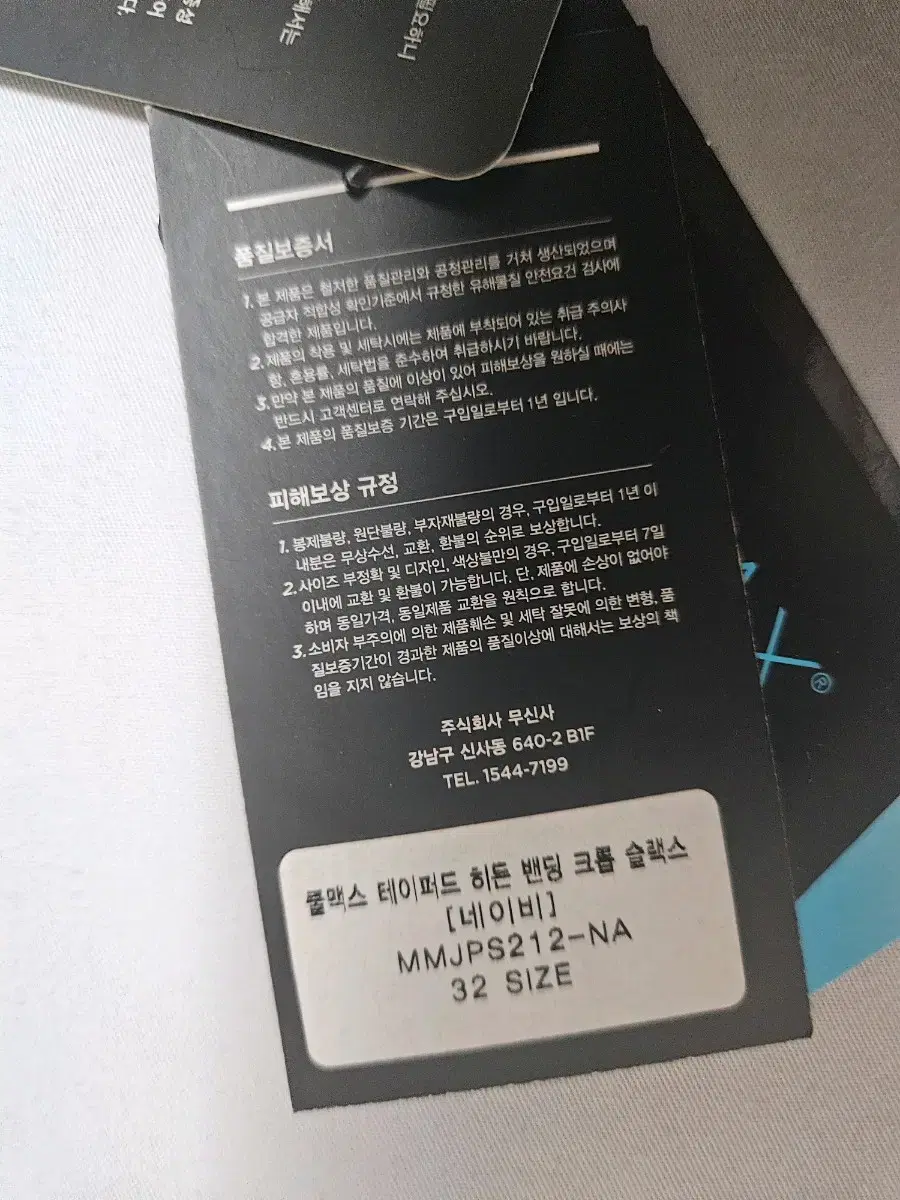 필요하니
해서는
품질보증서
1. 본 제품은 철저한 품질관리와 공정관리를 거쳐 생산되었으며
공급자 적합성 확인기준에서 규정한 유해물질 안전요건 검사에
합격한 제품입니다.
2. 제품의 착용 및 세탁시에는 제품에 부착되어 있는 취급 주의사
항, 혼용률, 세탁법을 준수하여 취급하시기 바랍니다.
3. 만약 본 제품의 품질에 이상이 있어 피해보상을 원하실 때에는
반드시 고객센터로 연락해 주십시오.
4. 본 제품의 품질보증 기간은 구입일로부터 1년 입니다.
피해보상 규정
1. 봉제불량, 원단불량, 부자재불량의 경우, 구입일로부터 1년 이
내분은 무상수선, 교환, 환불의 순위로 보상합니다.
2. 사이즈 부정확 및 디자인, 색상불만의 경우, 구입일로부터 7일
이내에 교환 및 환불이 가능합니다. 단, 제품에 손상이 없어야
하며 동일가격, 동일제품 교환을 원칙으로 합니다.
3. 소비자 부주의에 의한 제품훼손 및 세탁 잘못에 의한 변형, 품
질보증기간이 경과한 제품의 품질이상에 대해서는 보상의 책
임을 지지 않습니다.
주식회사 무신사
강남구 신사동 640-2 B1F
TEL. 1544-7199
쿨맥스 테이퍼드 히든 밴딩 크롭 슬랙스
[네이비]
MMJPS212-NA
32 SIZE
X®